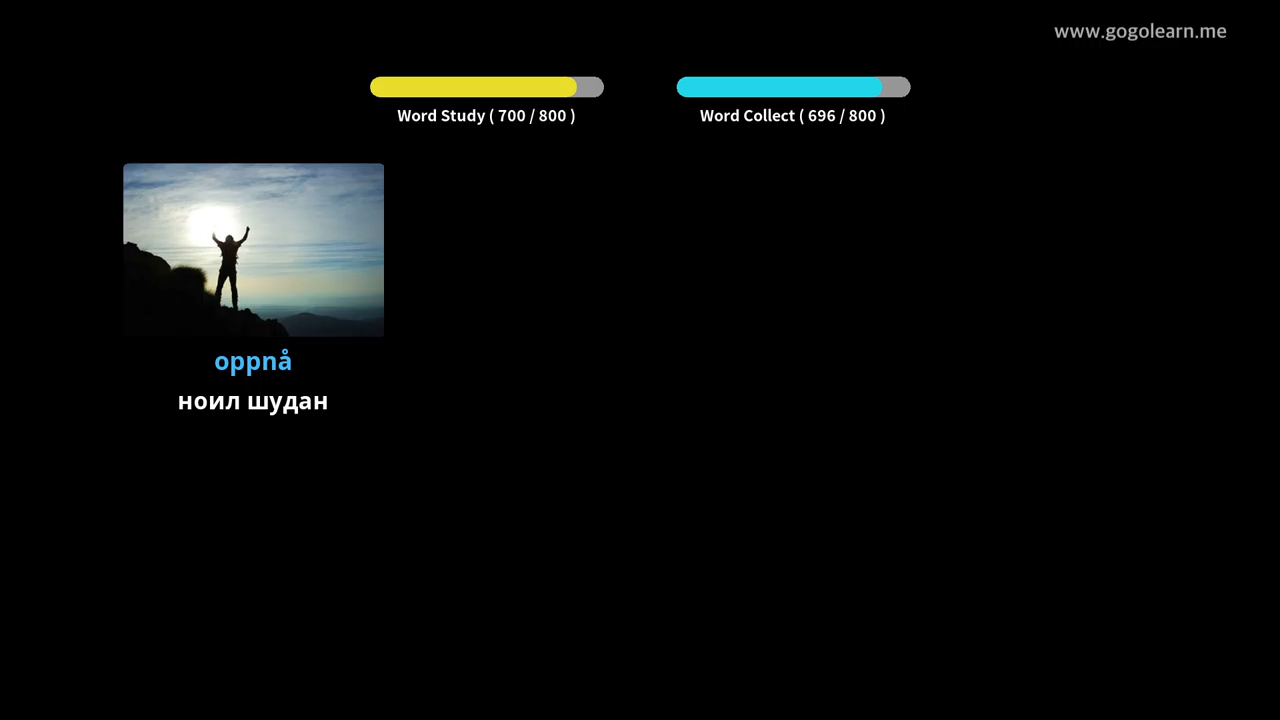 www.gogolearn.me
Word Study ( 700 / 800 )
Word Collect ( 696 / 800 )
oppnå
ноил шудан